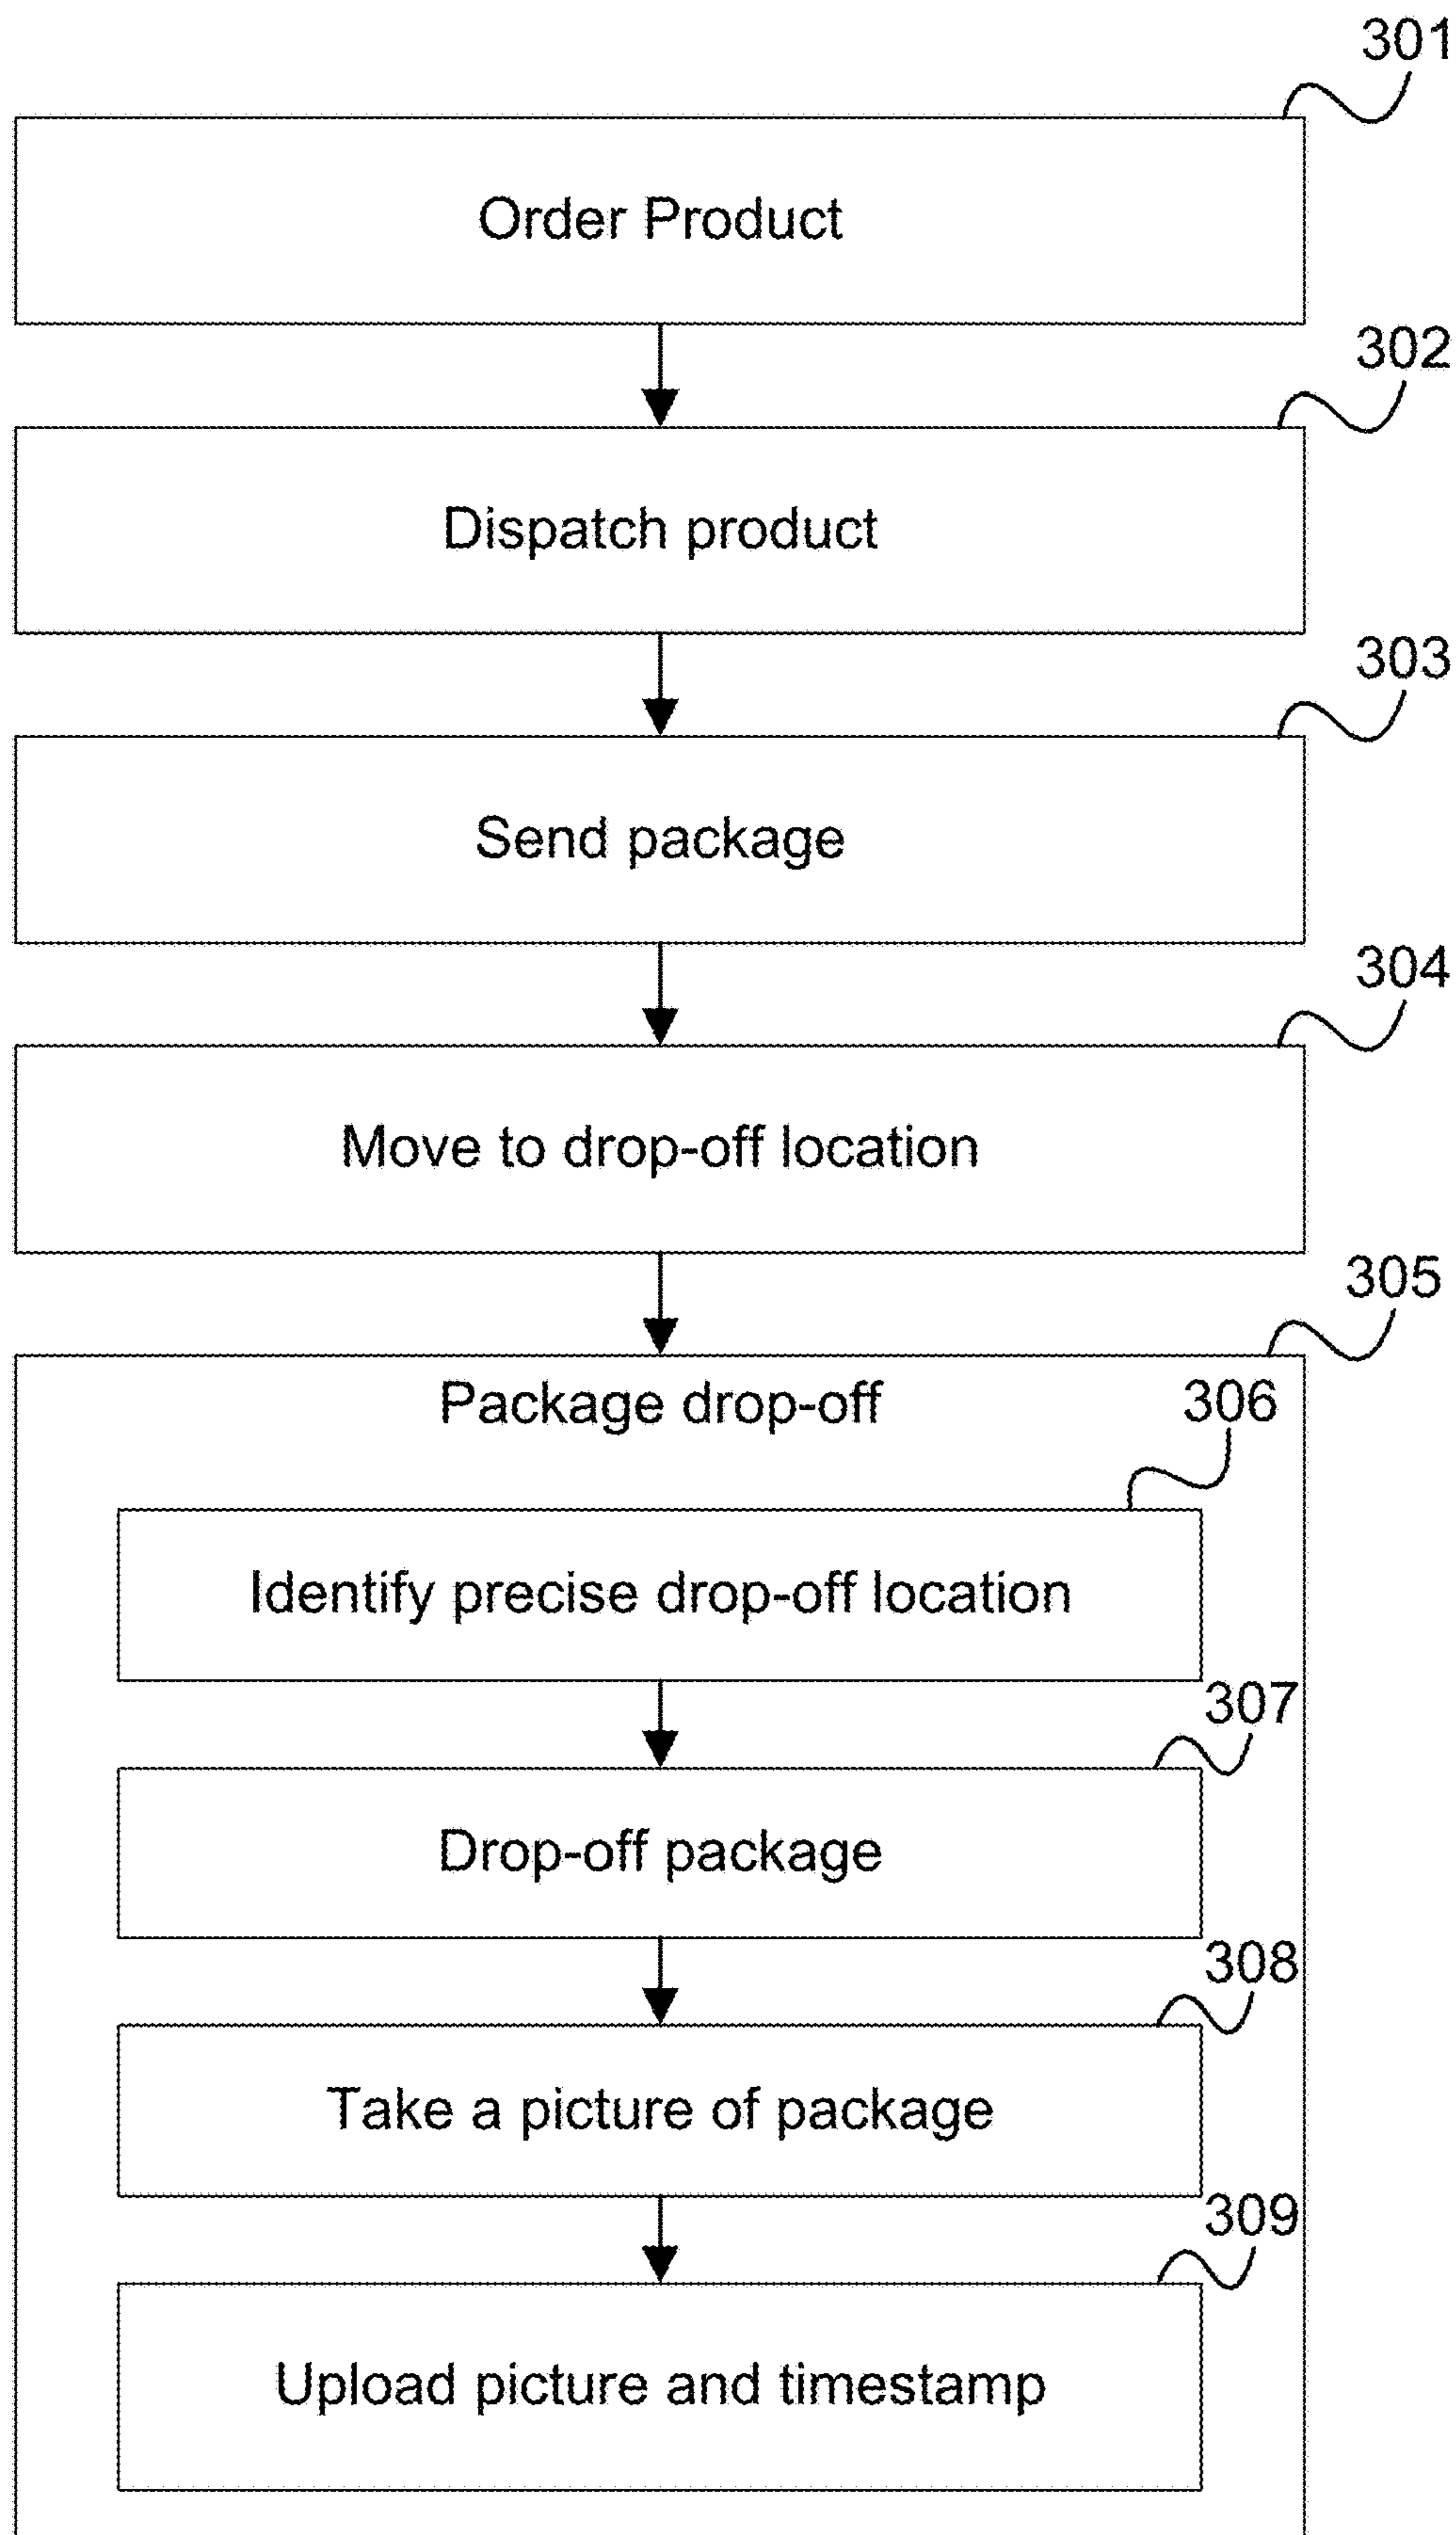 301
Order Product
302
Dispatch product
303
Send package
304
Move to drop-off location
305
Package drop-off
306
Identify precise drop-off location
307
Drop-off package
308
Take a picture of package
309
Upload picture and timestamp